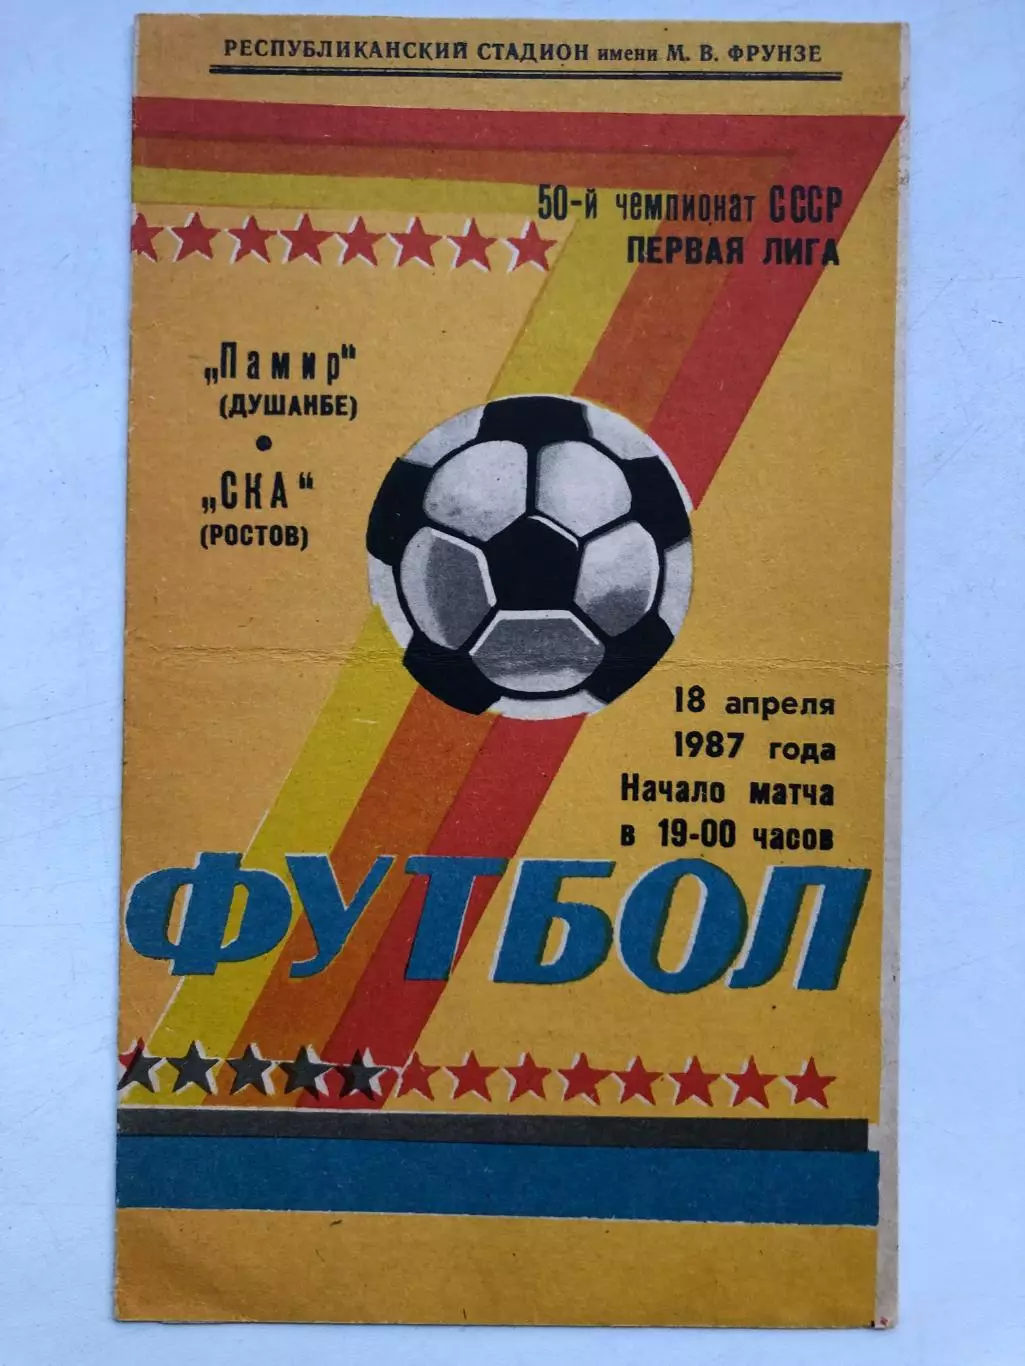 РЕСПУБЛИКАНСКИЙ СТАДИОН имени М. В. ФРУНЗЕ
50-й чемпионат СССР
ПЕРВАЯ ЛИГА
„Памир“
(ДУШАНБЕ)
•
„СКА“
(РОСТОВ)
18 апреля
1987 года
Начало матча
в 19-00 часов
ФУТБОЛ